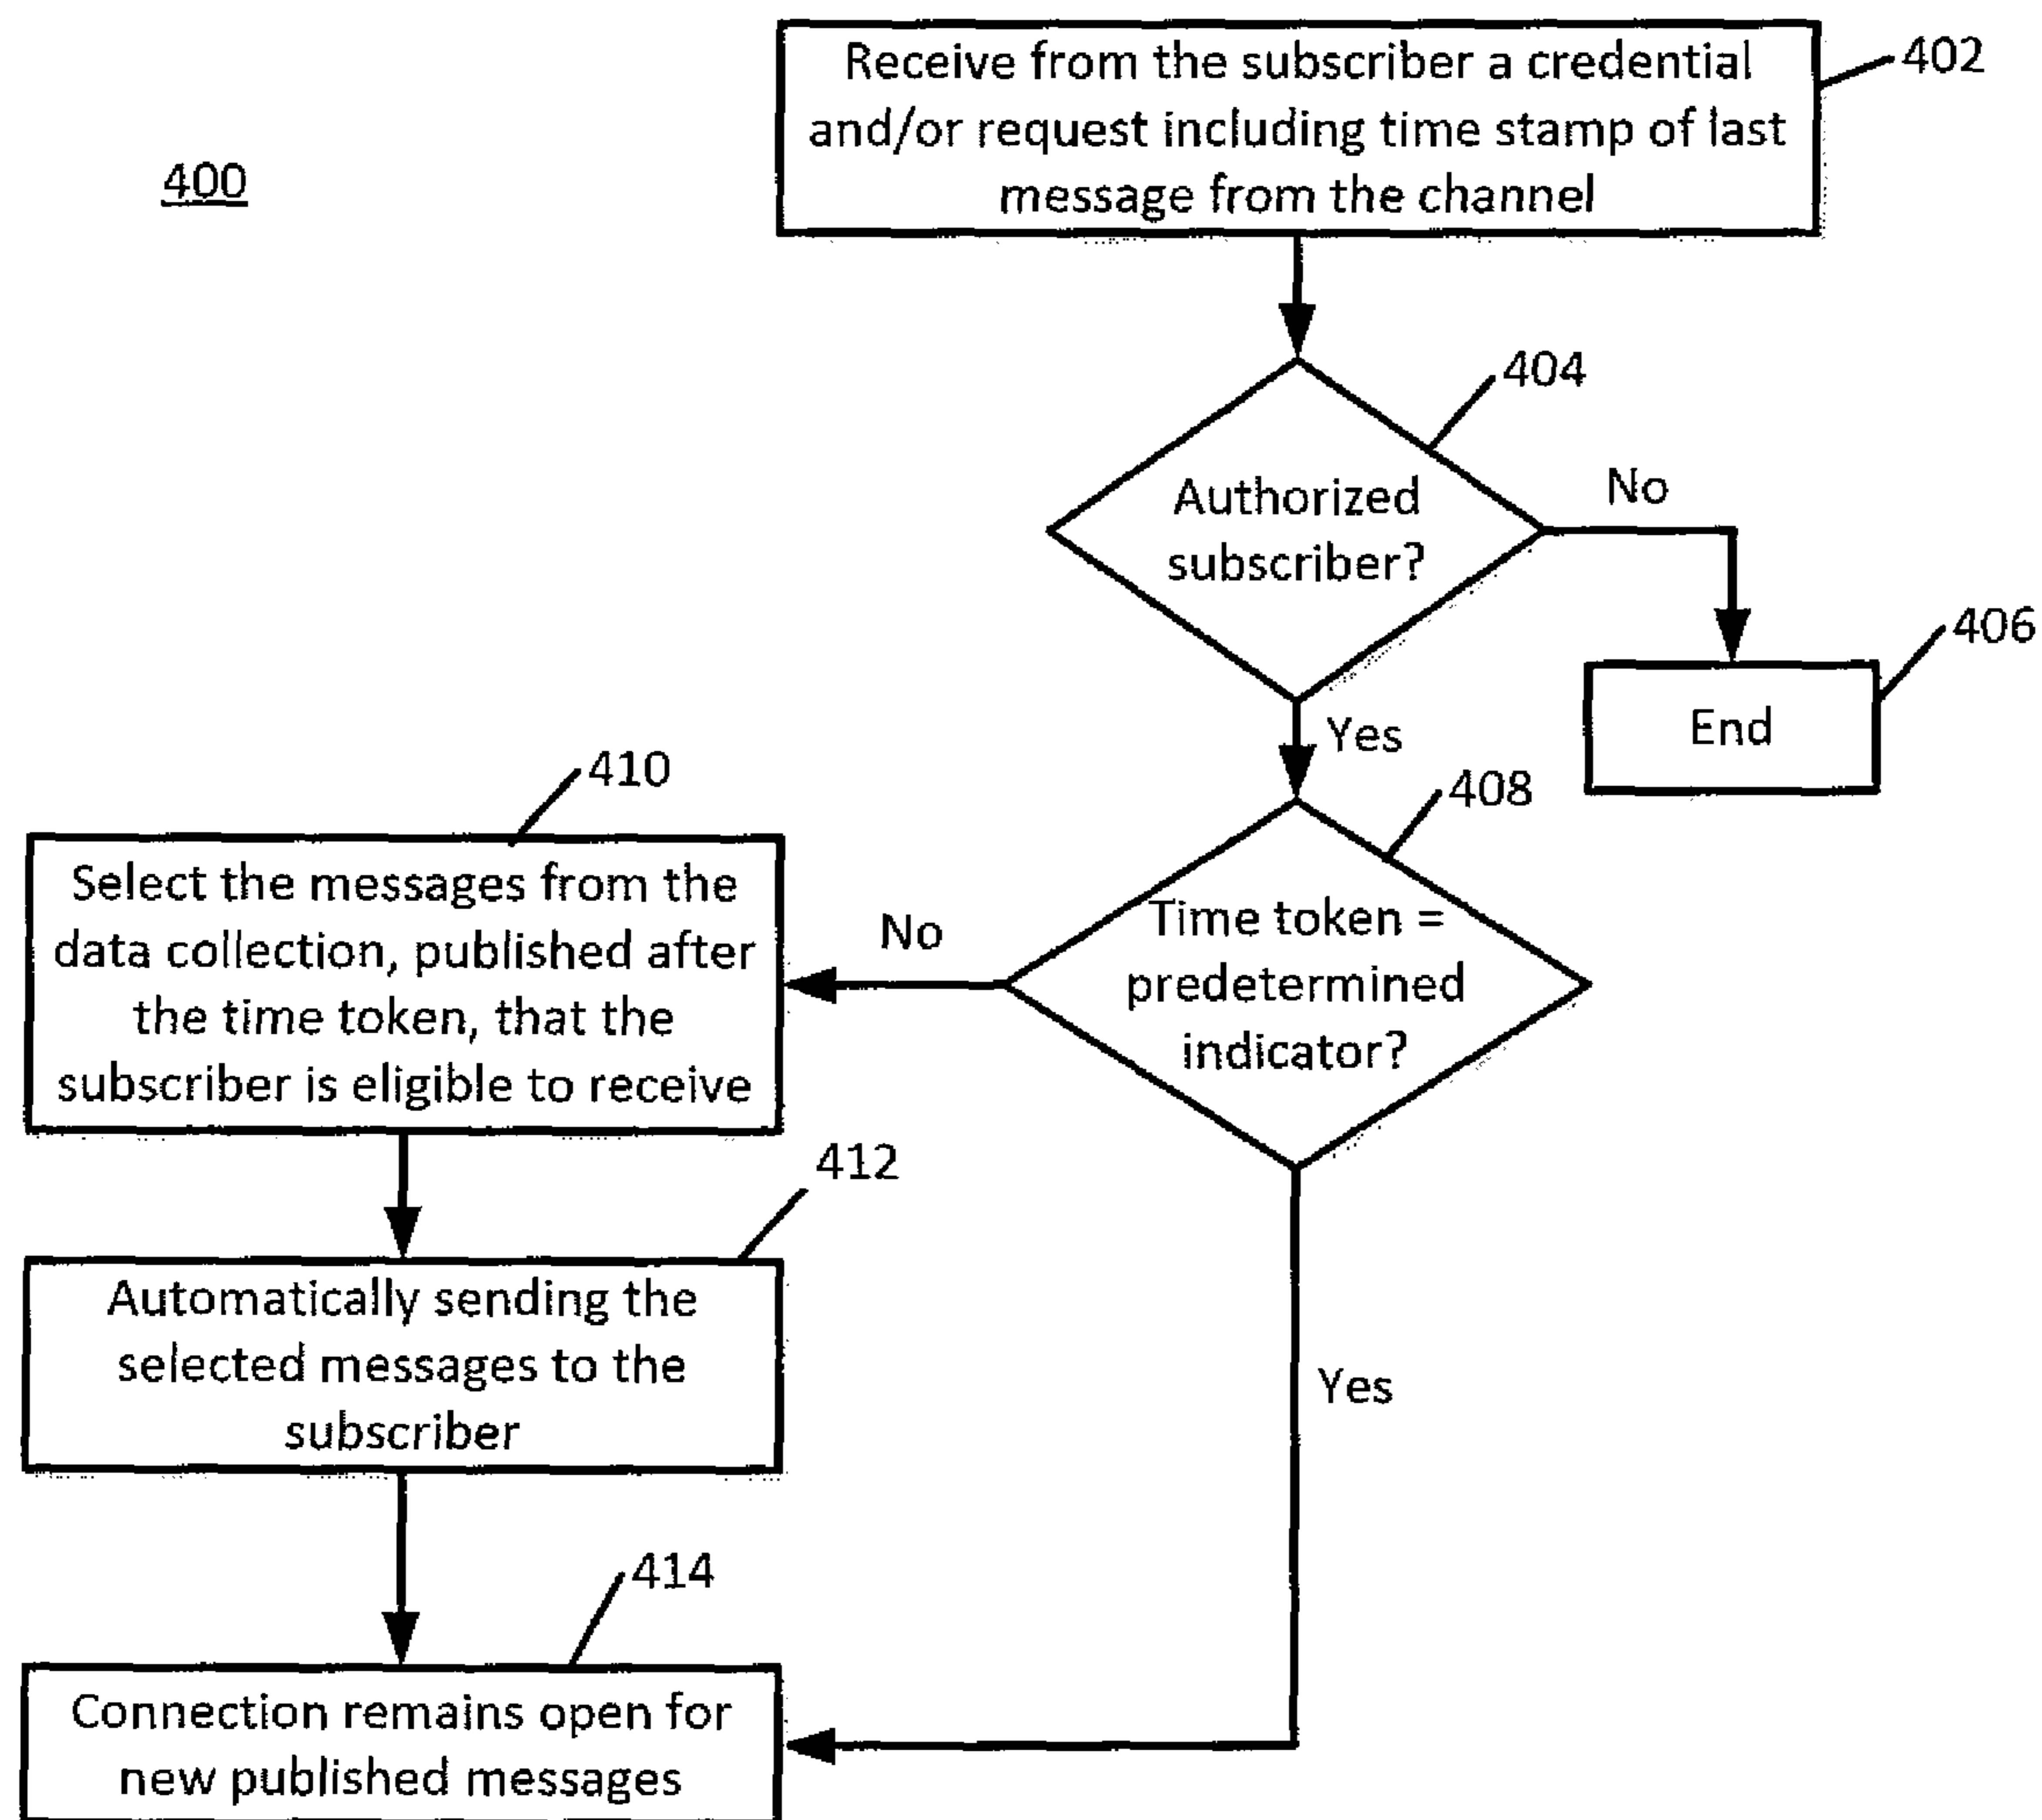 400
Receive from the subscriber a credential
and/or request including time stamp of last
message from the channel
402
404
Authorized
subscriber?
No
406
End
Yes
408
Time token =
predetermined
indicator?
No
410
Select the messages from the
data collection, published after
the time token, that the
subscriber is eligible to receive
412
Automatically sending the
selected messages to the
subscriber
Yes
414
Connection remains open for
new published messages